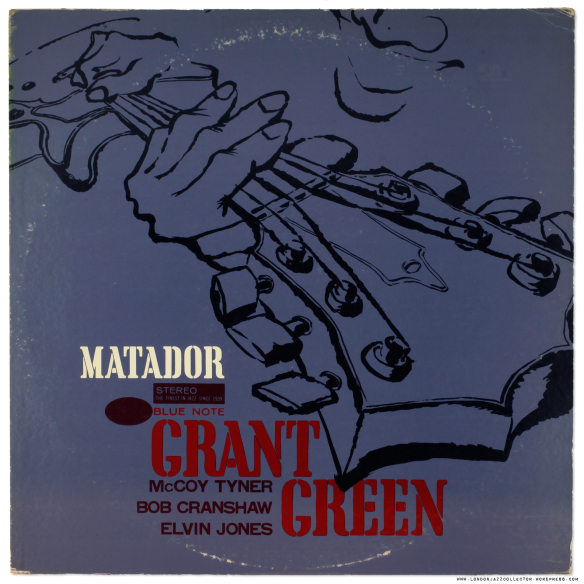 MATADOR
STEREO
THE FINEST IN JAZZ SINCE 1939
BLUE NOTE
GRANT
McCOY TYNER
GREEN
BOB CRANSHAW
ELVIN JONES
WWW.LONDONJAZZCOLLECTOR.WORDPRESS.COM